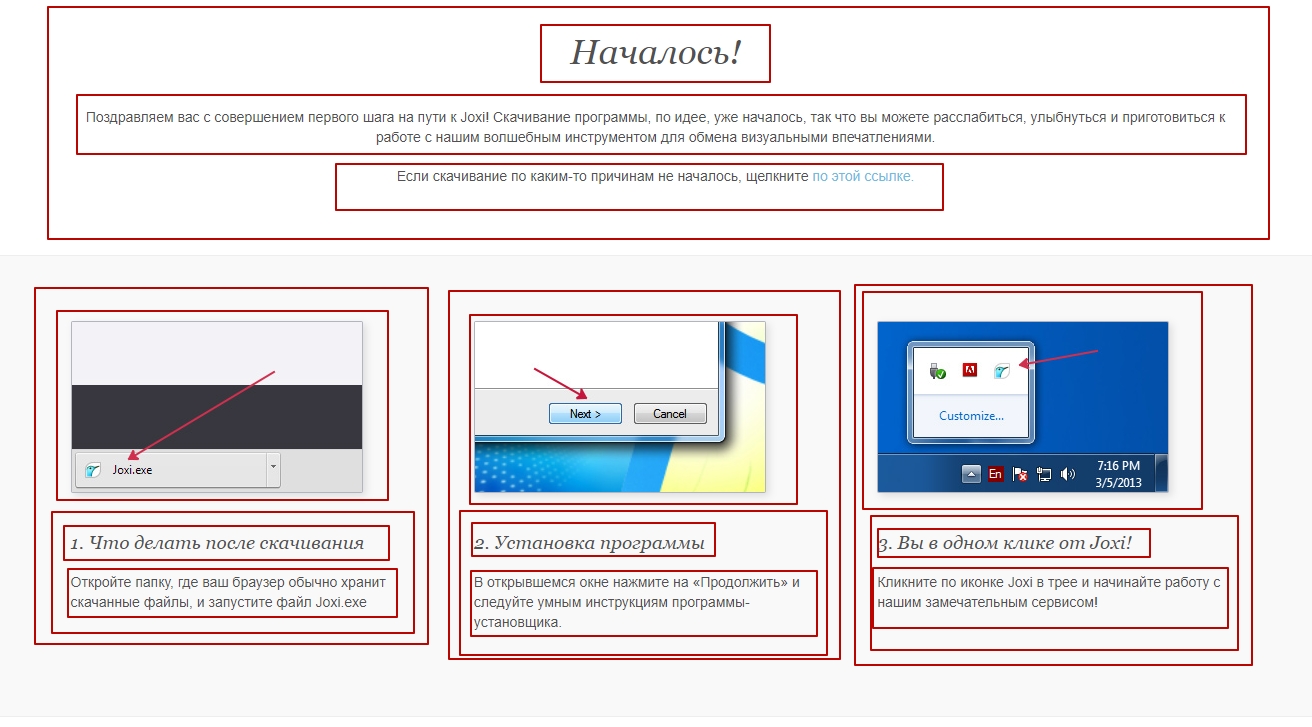 Началось!
Поздравляем вас с совершением первого шага на пути к Joxi! Скачивание программы, по идее, уже началось, так что вы можете расслабиться, улыбнуться и приготовиться к
работе с нашим волшебным инструментом для обмена визуальными впечатлениями.
Если скачивание по каким-то причинам не началось, щелкните по этой ссылке.
Joxi.exe
1. Что делать после скачивания
Откройте папку, где ваш браузер обычно хранит
скачанные файлы, и запустите файл Joxi.exe
Next >
Cancel
2. Установка программы
В открывшемся окне нажмите на «Продолжить» и
следуйте умным инструкциям программы-
установщика.
Customize...
En
7:16 PM
3/5/2013
3. Вы в одном клике от Joxi!
Кликните по иконке Joxi в трее и начинайте работу с
нашим замечательным сервисом!